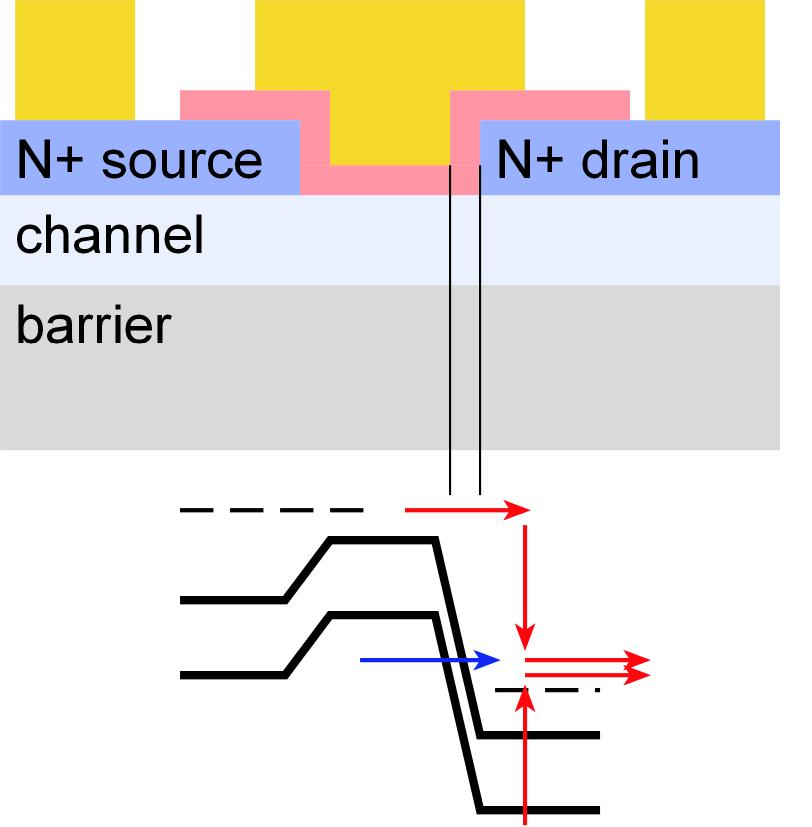 N+ source
N+ drain
channel
barrier